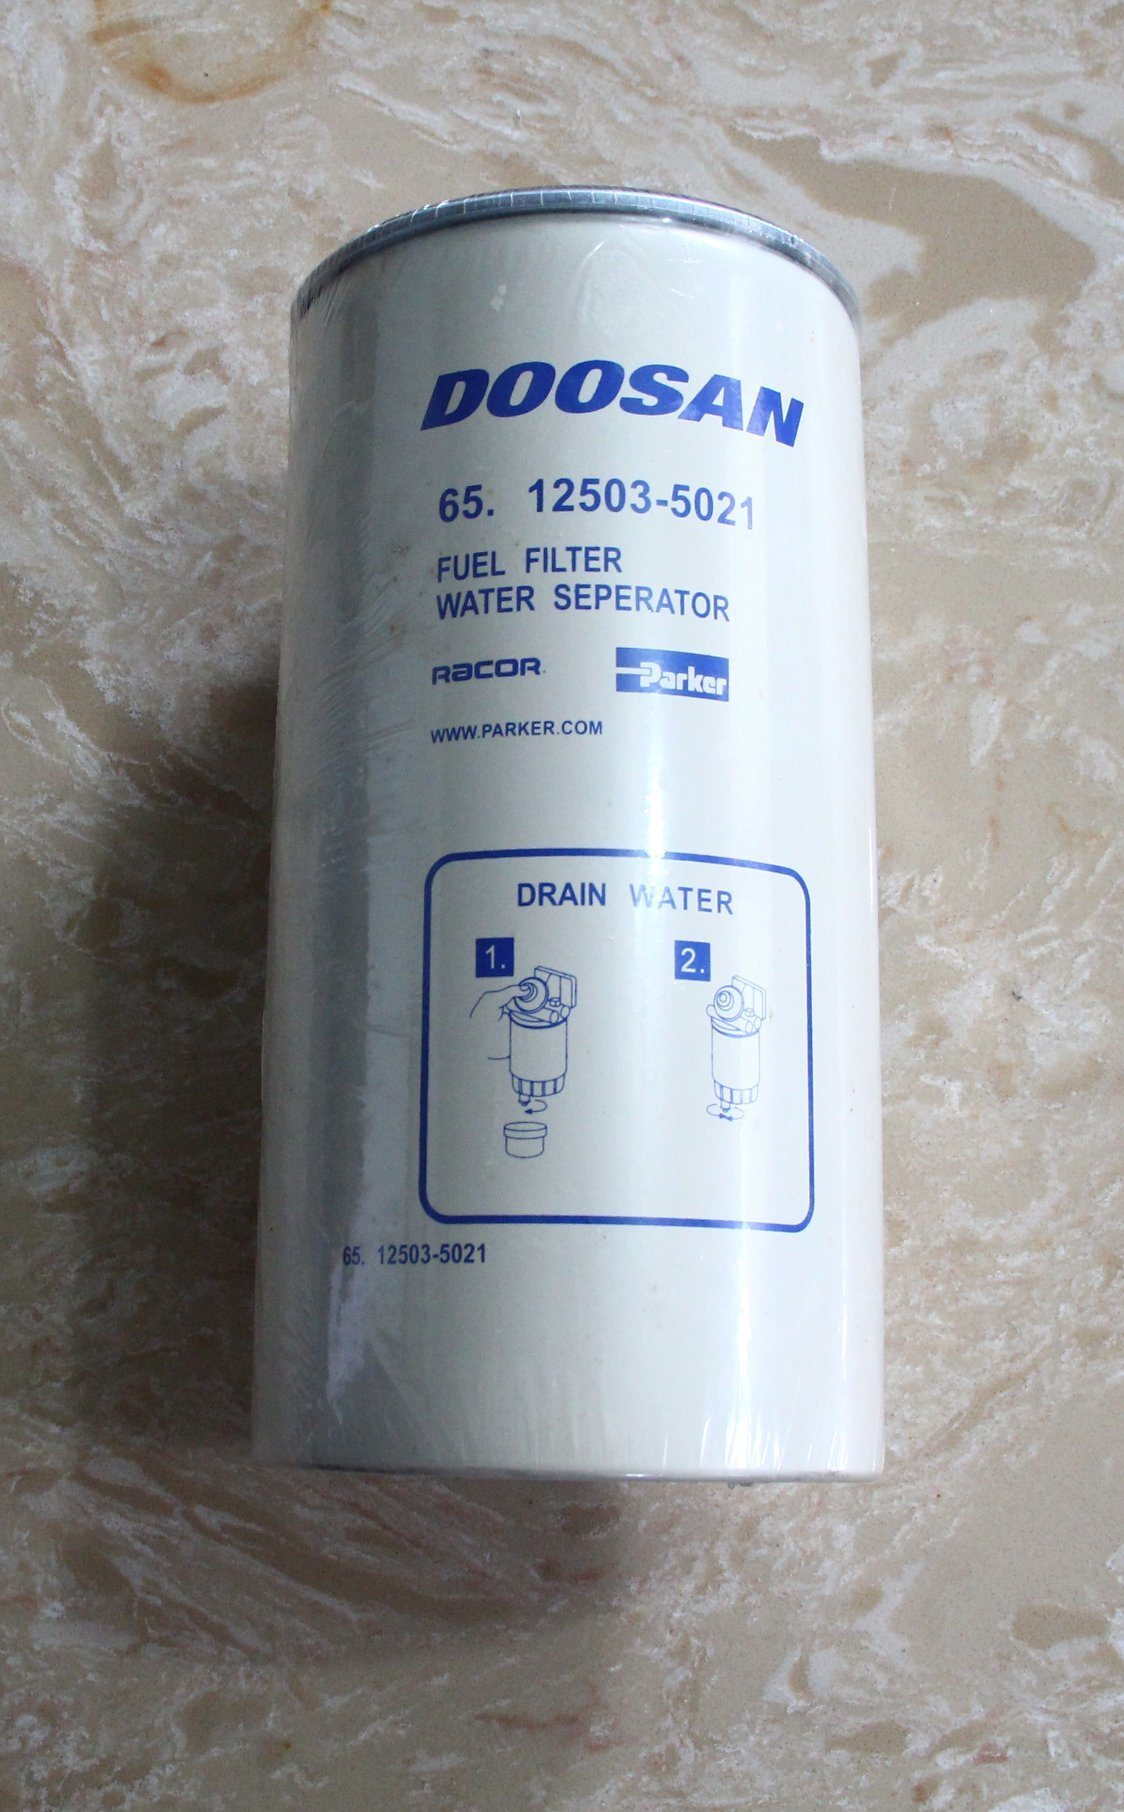 DOOSAN
65. 12503-5021
FUEL FILTER
WATER SEPERATOR
RACOR Parker
WWW.PARKER.COM
DRAIN WATER
1. 2.
65. 12503-5021